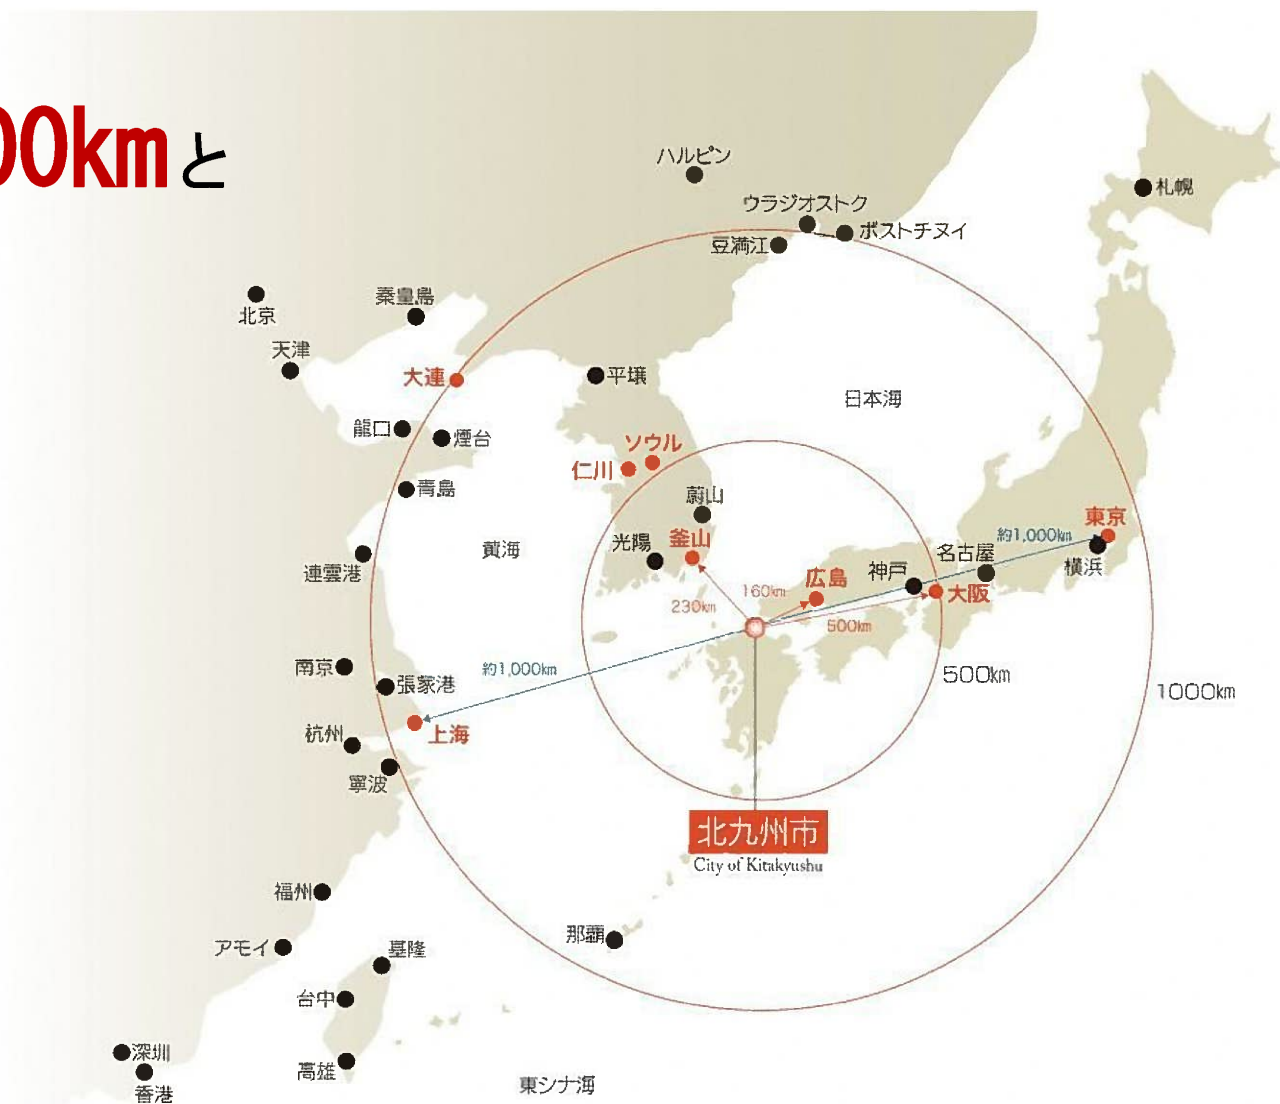 00kmと
ハルピン
札幌
ウラジオストク
ボストチヌイ
豆満江
秦皇島
北京
天津
大連
平壌
日本海
龍口
煙台
ソウル
仁川
青島
蔚山
東京
約1,000km
黄海
光陽
釜山
名古屋
連雲港
神戸
横浜
広島
160km
大阪
230km
500km
南京
約1,000km
張家港
500km
1000km
杭州
上海
寧波
北九州市
City of Kitakyushu
福州
那覇
アモイ
基隆
台中
深圳
高雄
香港
東シナ海